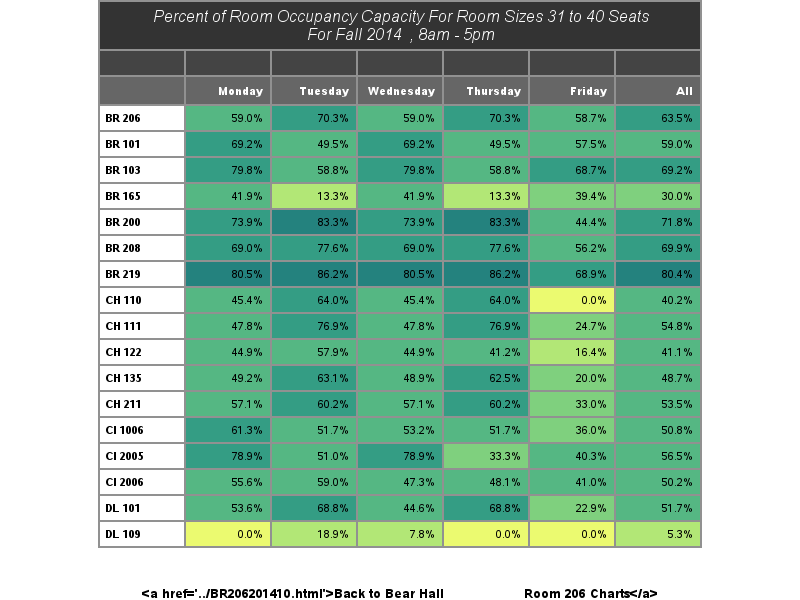 Percent of Room Occupancy Capacity For Room Sizes 31 to 40 Seats
For Fall 2014 , 8am - 5pm
Monday Tuesday Wednesday Thursday Friday All
BR 206 59.0% 70.3% 59.0% 70.3% 58.7% 63.5%
BR 101 69.2% 49.5% 69.2% 49.5% 57.5% 59.0%
BR 103 79.8% 58.8% 79.8% 58.8% 68.7% 69.2%
BR 165 41.9% 13.3% 41.9% 13.3% 39.4% 30.0%
BR 200 73.9% 83.3% 73.9% 83.3% 44.4% 71.8%
BR 208 69.0% 77.6% 69.0% 77.6% 56.2% 69.9%
BR 219 80.5% 86.2% 80.5% 86.2% 68.9% 80.4%
CH 110 45.4% 64.0% 45.4% 64.0% 0.0% 40.2%
CH 111 47.8% 76.9% 47.8% 76.9% 24.7% 54.8%
CH 122 44.9% 57.9% 44.9% 41.2% 16.4% 41.1%
CH 135 49.2% 63.1% 48.9% 62.5% 20.0% 48.7%
CH 211 57.1% 60.2% 57.1% 60.2% 33.0% 53.5%
CI 1006 61.3% 51.7% 53.2% 51.7% 36.0% 50.8%
CI 2005 78.9% 51.0% 78.9% 33.3% 40.3% 56.5%
CI 2006 55.6% 59.0% 47.3% 48.1% 41.0% 50.2%
DL 101 53.6% 68.8% 44.6% 68.8% 22.9% 51.7%
DL 109 0.0% 18.9% 7.8% 0.0% 0.0% 5.3%
<a href='../BR206201410.html'>Back to Bear Hall Room 206 Charts</a>